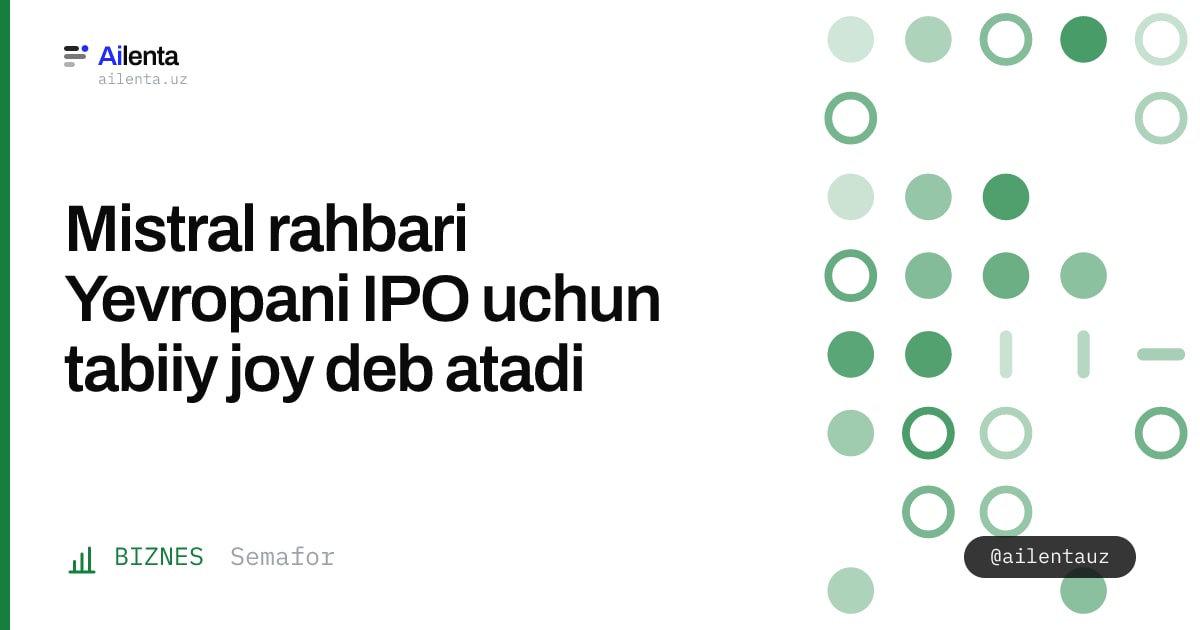 Ailenta
ailenta.uz
Mistral rahbari
Yevropani IPO uchun
tabiiy joy deb atadi
BIZNES Semafor
@ailentauz